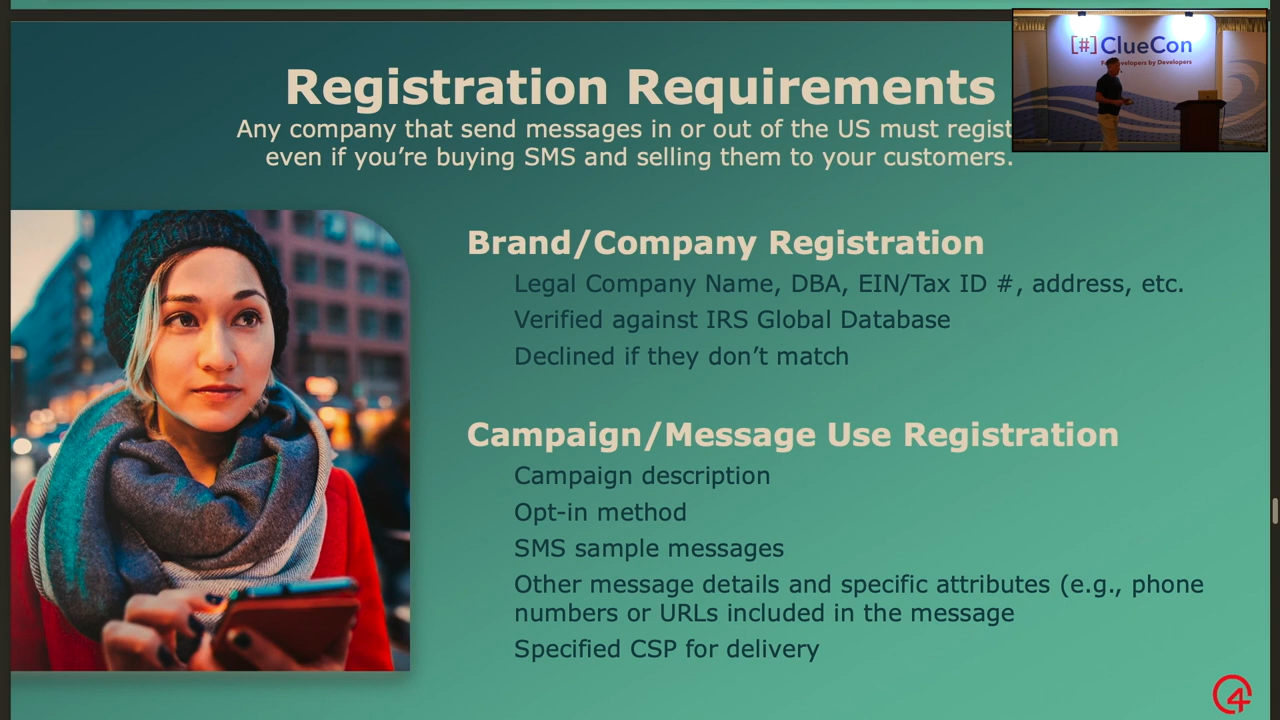 Registration Requirements
Any company that send messages in or out of the US must regist
even if you’re buying SMS and selling them to your customers.
[#] ClueCon
For Developers by Developers
Brand/Company Registration
Legal Company Name, DBA, EIN/Tax ID #, address, etc.
Verified against IRS Global Database
Declined if they don’t match
Campaign/Message Use Registration
Campaign description
Opt-in method
SMS sample messages
Other message details and specific attributes (e.g., phone
numbers or URLs included in the message
Specified CSP for delivery
4